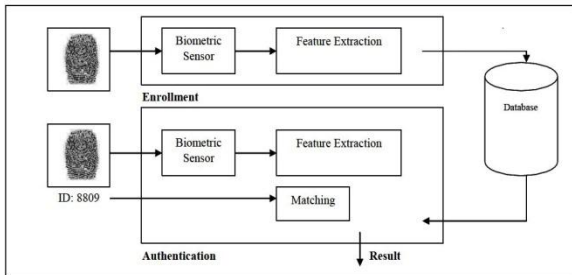 Biometric
Sensor
Feature Extraction
Enrollment
Database
Biometric
Sensor
Feature Extraction
ID: 8809
Matching
Authentication
Result